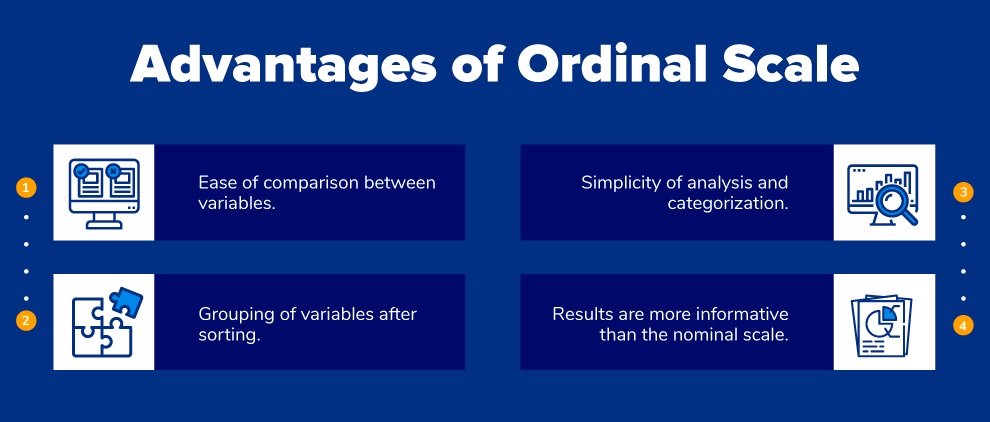 Advantages of Ordinal Scale
1
Ease of comparison between
variables.
2
Grouping of variables after
sorting.
3
Simplicity of analysis and
categorization.
4
Results are more informative
than the nominal scale.